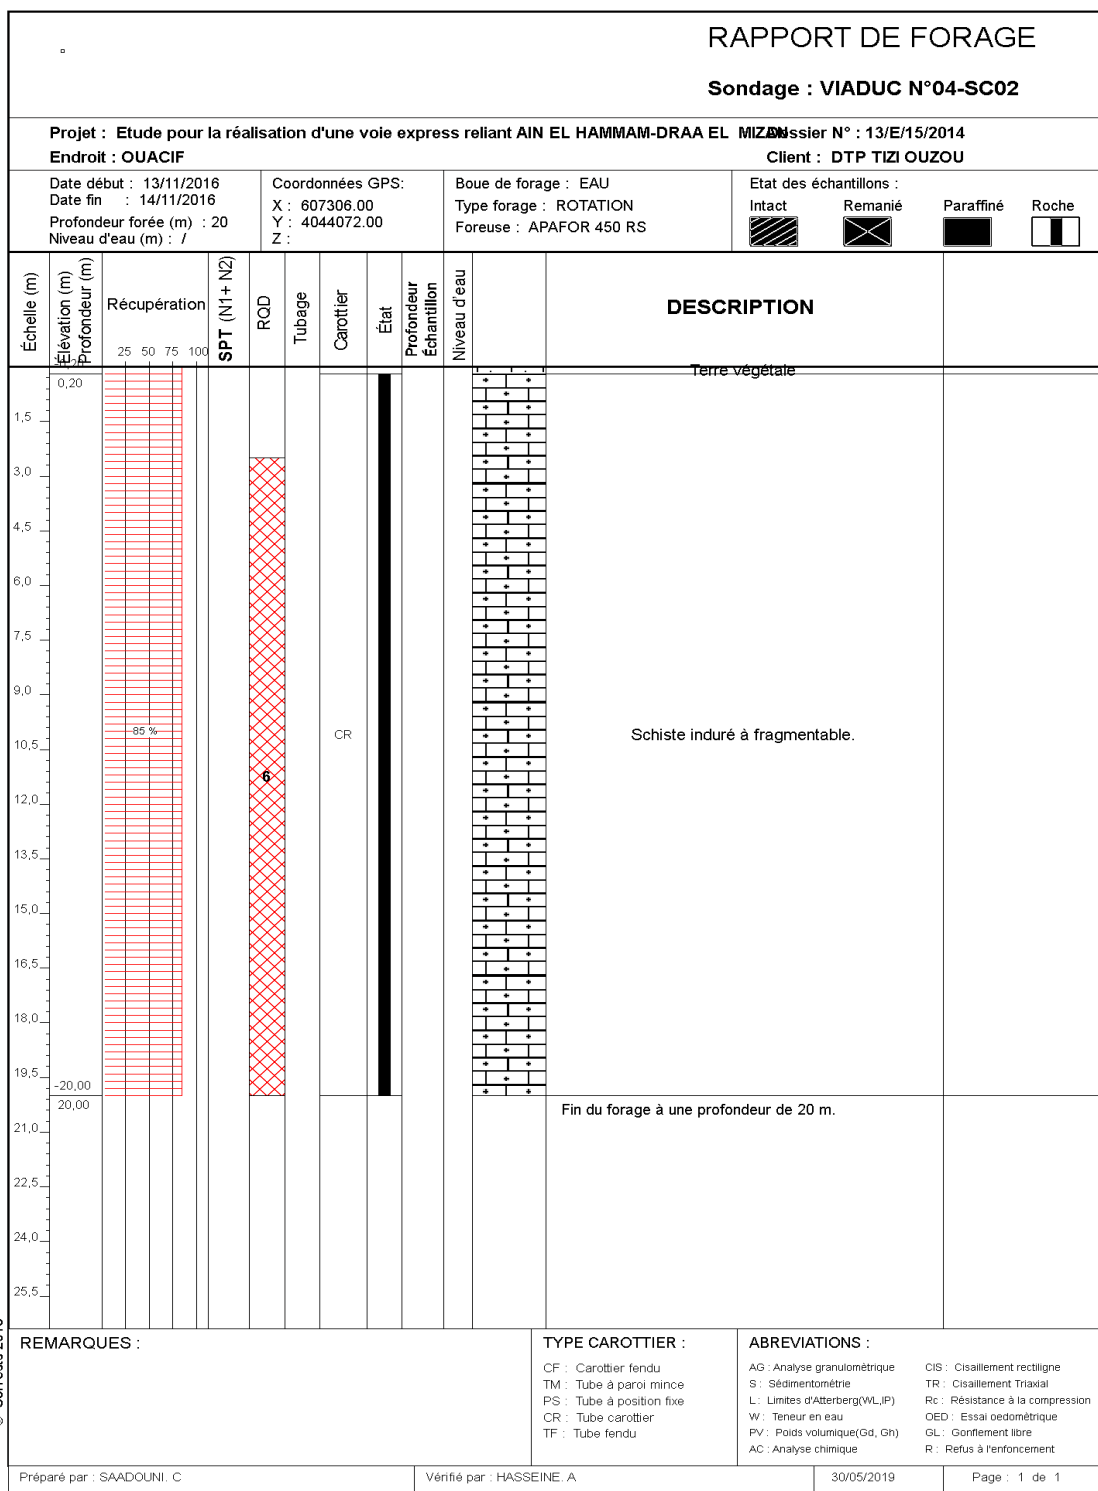 RAPPORT DE FORAGE
Sondage : VIADUC N°04-SC02
Projet : Etude pour la réalisation d'une voie express reliant AIN EL HAMMAM-DRAA EL MIZAN
Dossier N° : 13/E/15/2014
Endroit : OUACIF
Client : DTP TIZI OUZOU
Date début : 13/11/2016
Date fin : 14/11/2016
Profondeur forée (m) : 20
Niveau d'eau (m) : /
Coordonnées GPS:
X : 607306.00
Y : 4044072.00
Z :
Boue de forage : EAU
Type forage : ROTATION
Foreuse : APAFOR 450 RS
Etat des échantillons :
Intact Remanié Paraffiné Roche
Échelle (m)
Élévation (m)
Profondeur (m)
Récupération
25 50 75 100
SPT (N1+ N2)
RQD
Tubage
Carottier
État
Profondeur
Échantillon
Niveau d'eau
DESCRIPTION
-0,20
0,20
Terre végétale
1,5
3,0
4,5
6,0
7,5
9,0
85 %
CR
Schiste induré à fragmentable.
10,5
6
12,0
13,5
15,0
16,5
18,0
19,5
-20,00
20,00
Fin du forage à une profondeur de 20 m.
21,0
22,5
24,0
25,5
REMARQUES :
TYPE CAROTTIER :
CF : Carottier fendu
TM : Tube à paroi mince
PS : Tube à position fixe
CR : Tube carottier
TF : Tube fendu
ABREVIATIONS :
AG : Analyse granulomètrique
S : Sédimentométrie
L : Limites d'Atterberg(WL,IP)
W : Teneur en eau
PV : Poids volumique(Gd, Gh)
AC : Analyse chimique
CIS : Cisaillement rectiligne
TR : Cisaillement Triaxial
Rc : Résistance à la compression
OED : Essai oedométrique
GL : Gonflement libre
R : Refus à l'enfoncement
Préparé par : SAADOUNI. C
Vérifié par : HASSEINE. A
30/05/2019
Page : 1 de 1